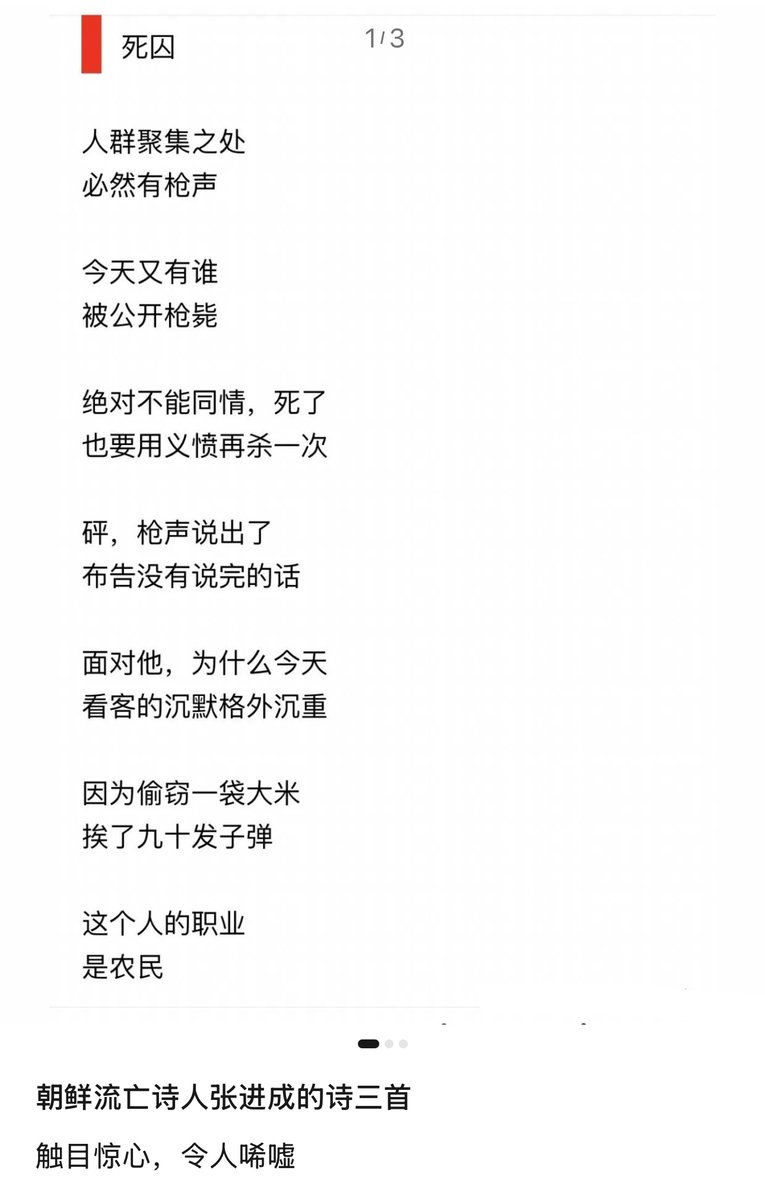 死囚
1/3
人群聚集之处
必然有枪声
今天又有谁
被公开枪毙
绝对不能同情，死了
也要用义愤再杀一次
砰，枪声说出了
布告没有说完的话
面对他，为什么今天
看客的沉默格外沉重
因为偷窃一袋大米
挨了九十发子弹
这个人的职业
是农民
朝鲜流亡诗人张进成的诗三首
触目惊心，令人唏嘘